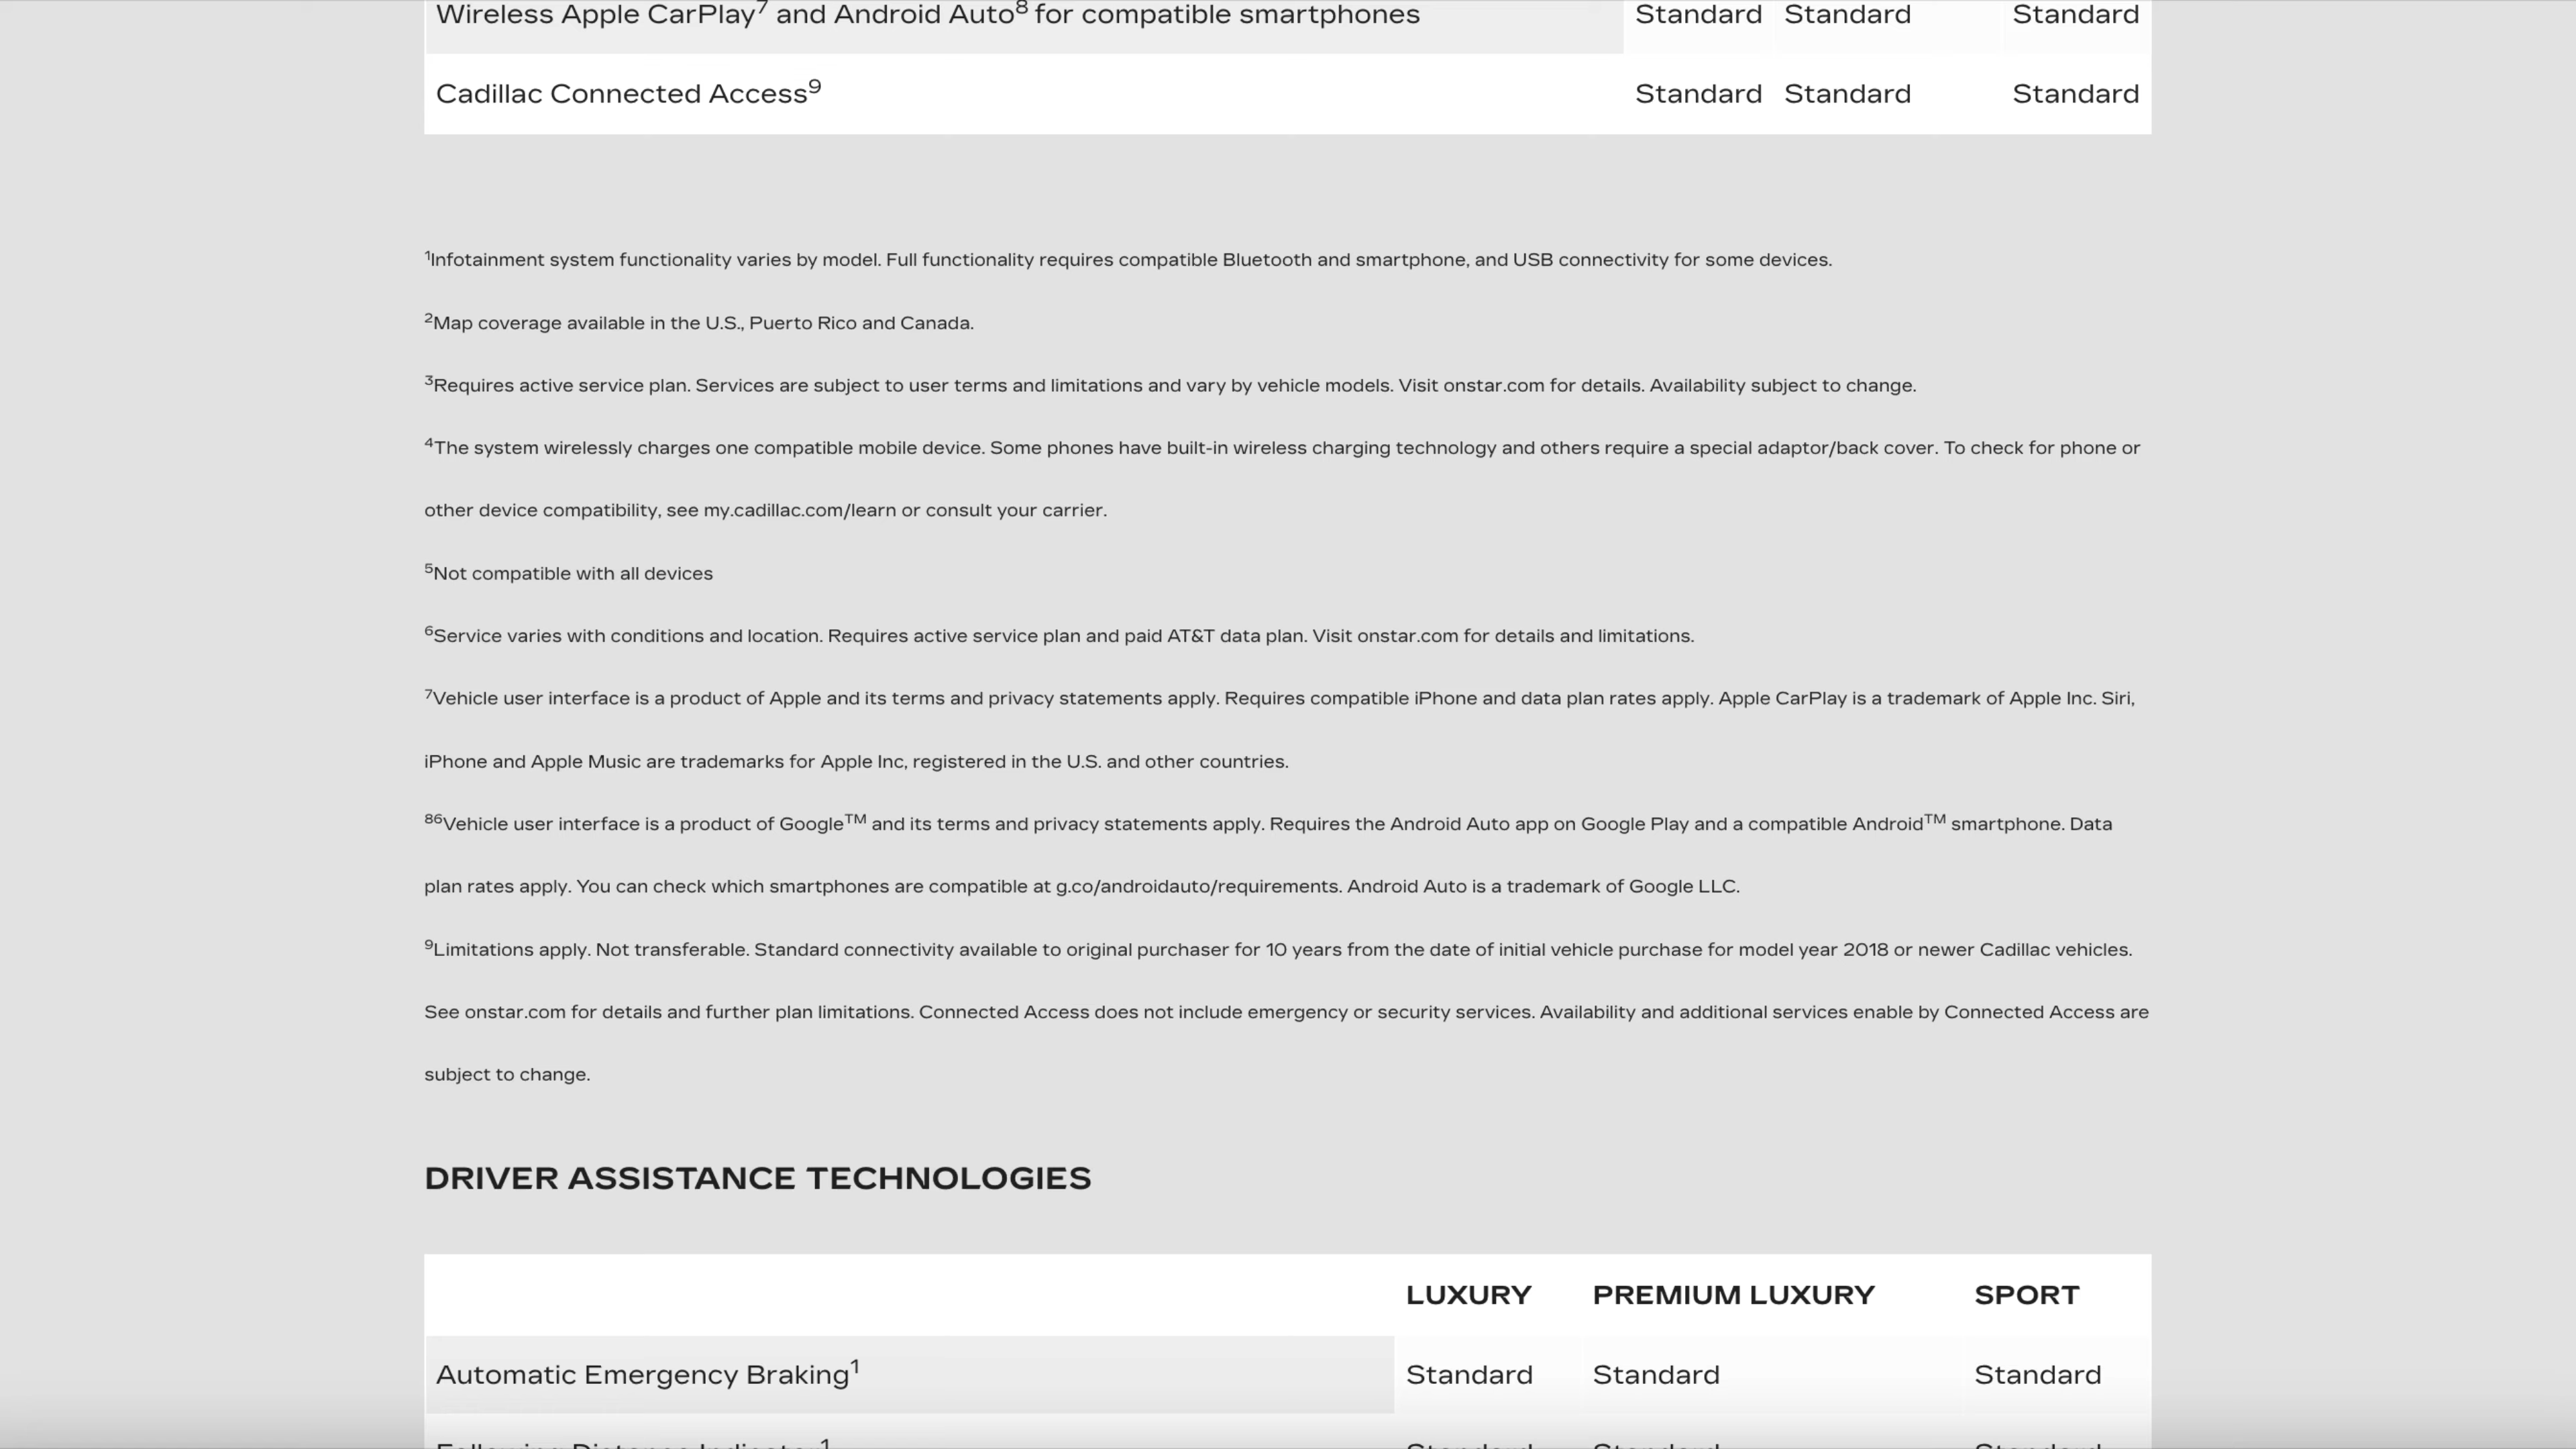 Wireless Apple CarPlay⁷ and Android Auto⁸ for compatible smartphones Standard Standard Standard
Cadillac Connected Access⁹ Standard Standard Standard
¹Infotainment system functionality varies by model. Full functionality requires compatible Bluetooth and smartphone, and USB connectivity for some devices.
²Map coverage available in the U.S., Puerto Rico and Canada.
³Requires active service plan. Services are subject to user terms and limitations and vary by vehicle models. Visit onstar.com for details. Availability subject to change.
⁴The system wirelessly charges one compatible mobile device. Some phones have built-in wireless charging technology and others require a special adaptor/back cover. To check for phone or
other device compatibility, see my.cadillac.com/learn or consult your carrier.
⁵Not compatible with all devices
⁶Service varies with conditions and location. Requires active service plan and paid AT&T data plan. Visit onstar.com for details and limitations.
⁷Vehicle user interface is a product of Apple and its terms and privacy statements apply. Requires compatible iPhone and data plan rates apply. Apple CarPlay is a trademark of Apple Inc. Siri,
iPhone and Apple Music are trademarks for Apple Inc, registered in the U.S. and other countries.
⁸⁶Vehicle user interface is a product of Google™ and its terms and privacy statements apply. Requires the Android Auto app on Google Play and a compatible Android™ smartphone. Data
plan rates apply. You can check which smartphones are compatible at g.co/androidauto/requirements. Android Auto is a trademark of Google LLC.
⁹Limitations apply. Not transferable. Standard connectivity available to original purchaser for 10 years from the date of initial vehicle purchase for model year 2018 or newer Cadillac vehicles.
See onstar.com for details and further plan limitations. Connected Access does not include emergency or security services. Availability and additional services enable by Connected Access are
subject to change.
DRIVER ASSISTANCE TECHNOLOGIES
LUXURY PREMIUM LUXURY SPORT
Automatic Emergency Braking¹ Standard Standard Standard
Following Distance Indicator¹ Standard Standard Standard